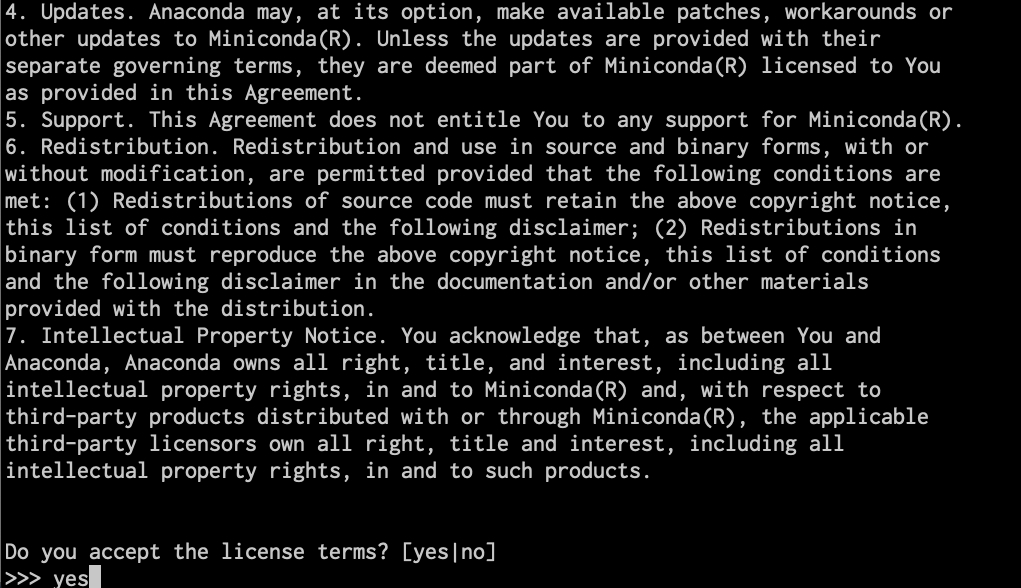 4. Updates. Anaconda may, at its option, make available patches, workarounds or
other updates to Miniconda(R). Unless the updates are provided with their
separate governing terms, they are deemed part of Miniconda(R) licensed to You
as provided in this Agreement.
5. Support. This Agreement does not entitle You to any support for Miniconda(R).
6. Redistribution. Redistribution and use in source and binary forms, with or
without modification, are permitted provided that the following conditions are
met: (1) Redistributions of source code must retain the above copyright notice,
this list of conditions and the following disclaimer; (2) Redistributions in
binary form must reproduce the above copyright notice, this list of conditions
and the following disclaimer in the documentation and/or other materials
provided with the distribution.
7. Intellectual Property Notice. You acknowledge that, as between You and
Anaconda, Anaconda owns all right, title, and interest, including all
intellectual property rights, in and to Miniconda(R) and, with respect to
third-party products distributed with or through Miniconda(R), the applicable
third-party licensors own all right, title and interest, including all
intellectual property rights, in and to such products.
Do you accept the license terms? [yes|no]
>>> yes